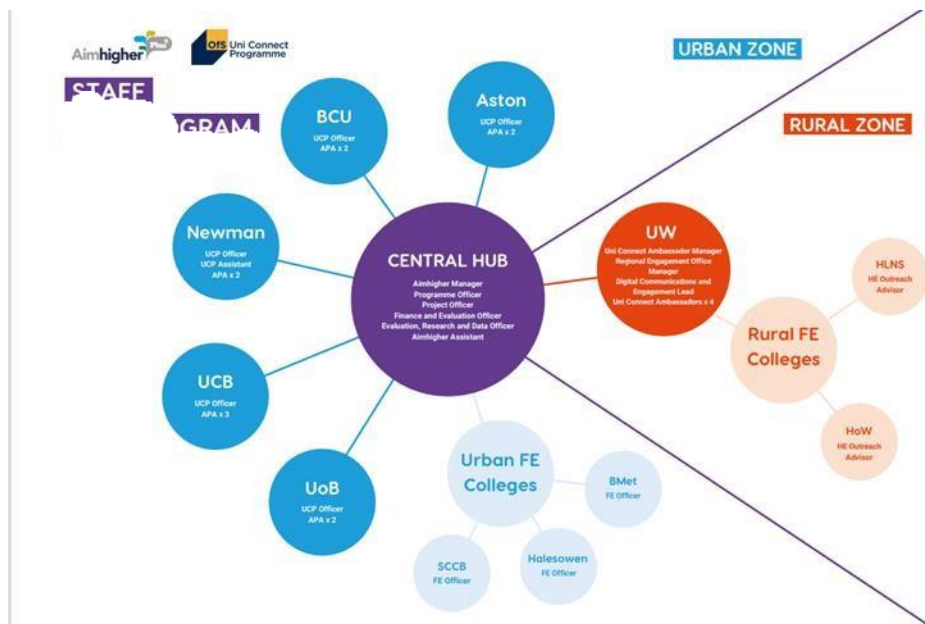 Aimhigher Plus+
OfS Uni Connect
Programme
URBAN ZONE
STAFF
RURAL ZONE
BCU
UCP Officer
APA x 2
Aston
UCP Officer
APA x 2
Newman
UCP Officer
UCP Assistant
APA x 2
CENTRAL HUB
Aimhigher Manager
Programme Officer
Project Officer
Finance and Evaluation Officer
Evaluation, Research and Data Officer
Aimhigher Assistant
UW
Uni Connect Ambassador Manager
Regional Engagement Office
Manager
Digital Communications and
Engagement Lead
Uni Connect Ambassaders x 4
HLNS
HE Outreach
Advisor
Rural FE
Colleges
HoW
HE Outreach
Advisor
UCB
UCP Officer
APA x 3
UoB
UCP Officer
APA x 2
Urban FE
Colleges
BMet
FE Officer
SCCB
FE Officer
Halesowen
FE Officer